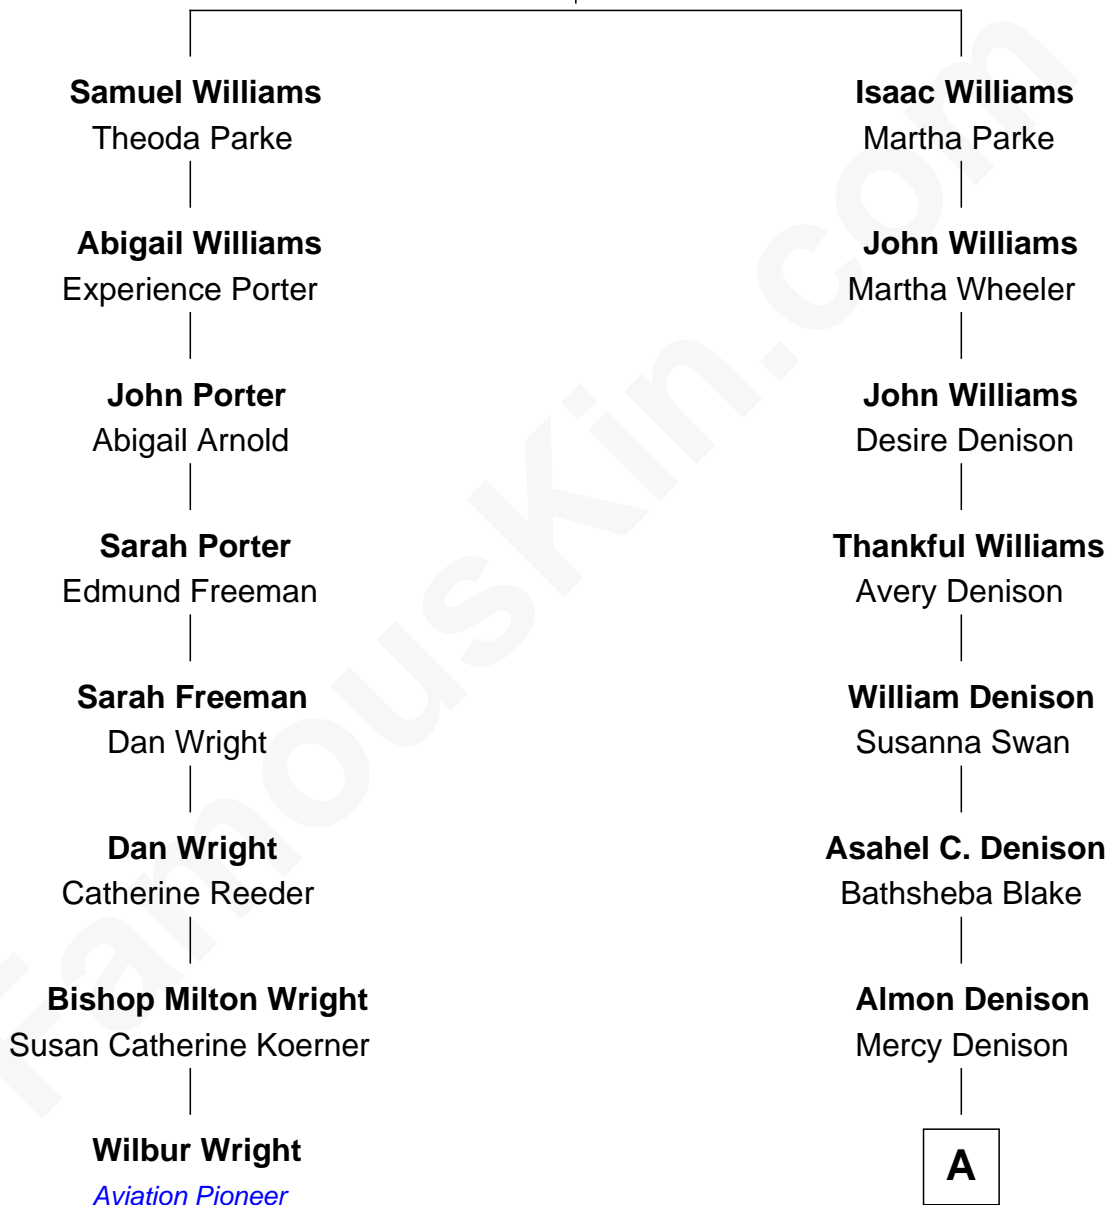 Samuel Williams
Theoda Parke
Isaac Williams
Martha Parke
Abigail Williams
Experience Porter
John Williams
Martha Wheeler
John Porter
Abigail Arnold
John Williams
Desire Denison
Sarah Porter
Edmund Freeman
Thankful Williams
Avery Denison
Sarah Freeman
Dan Wright
William Denison
Susanna Swan
Dan Wright
Catherine Reeder
Asahel C. Denison
Bathsheba Blake
Bishop Milton Wright
Susan Catherine Koerner
Almon Denison
Mercy Denison
Wilbur Wright
Aviation Pioneer
A
FamousKin.com